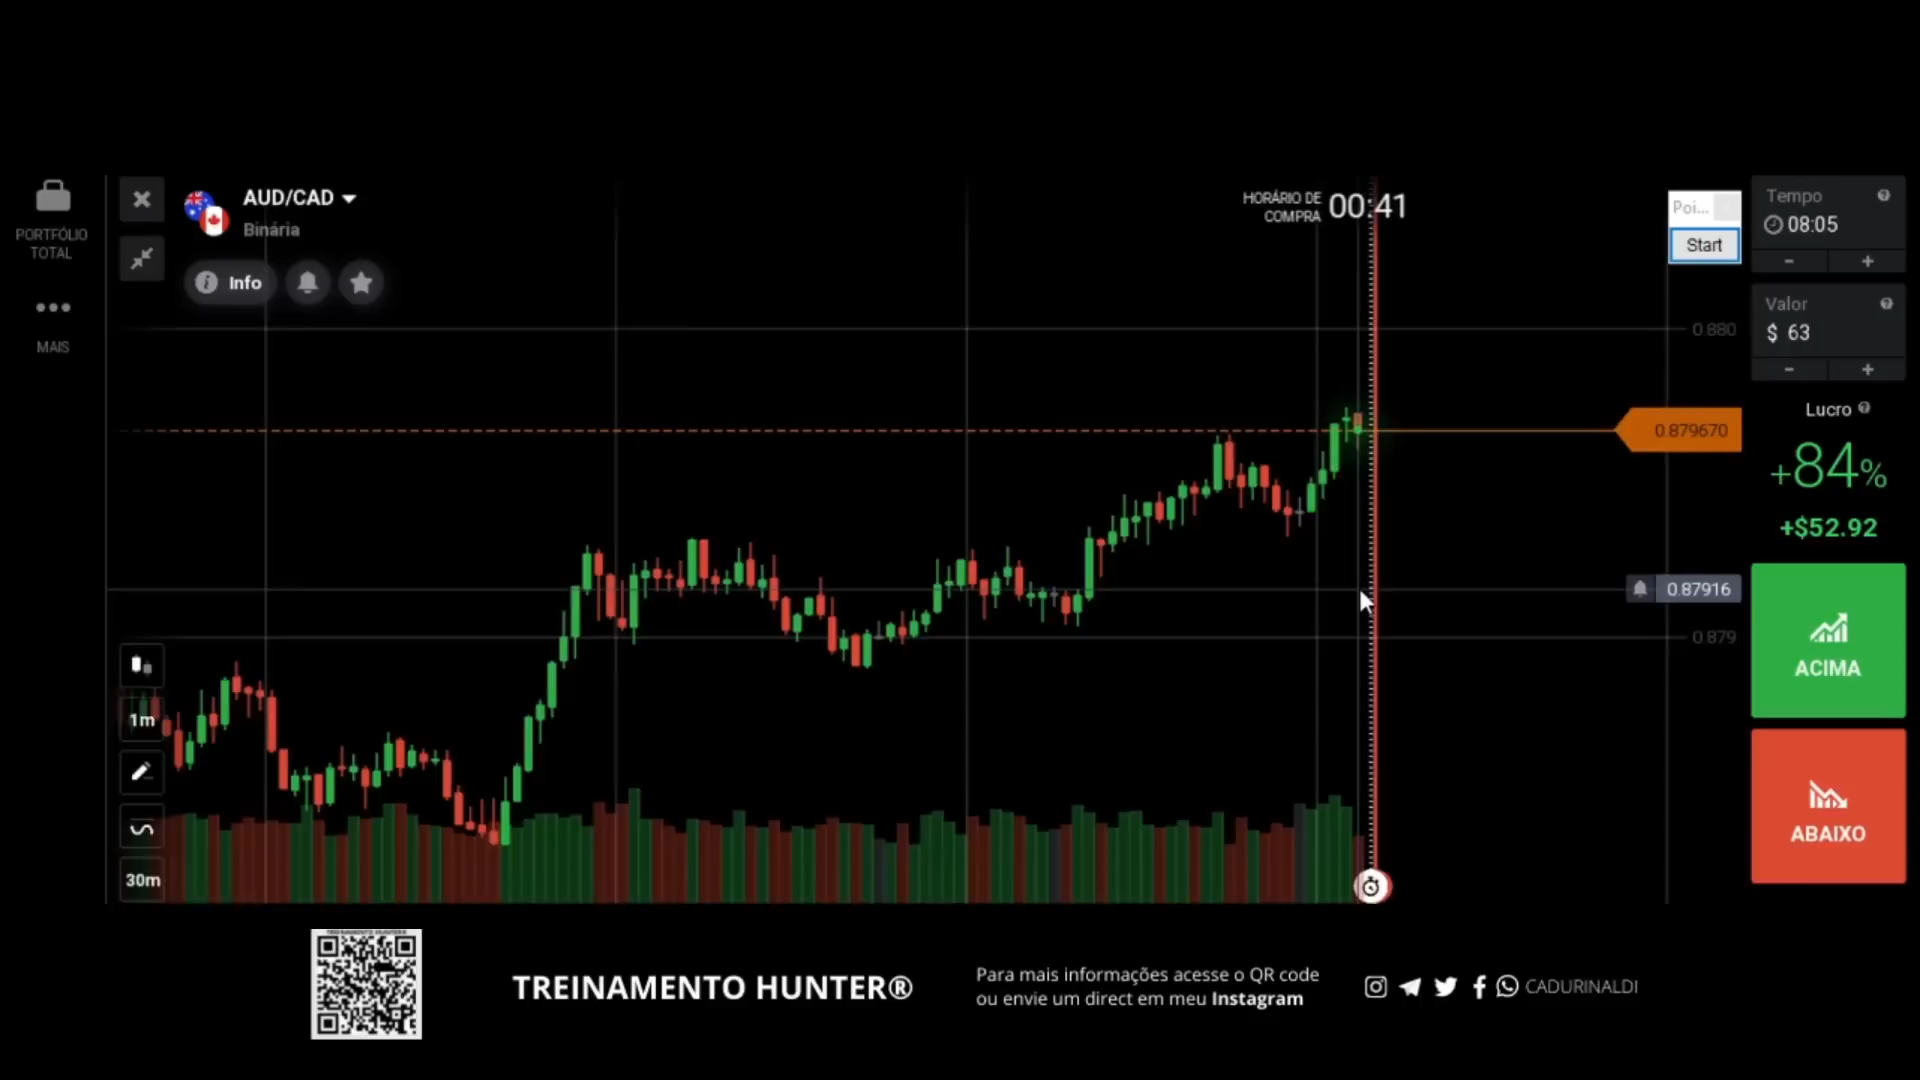 PORTFÓLIO
TOTAL
MAIS
AUD/CAD
Binária
Info
HORÁRIO DE
COMPRA
00:41
Poi...
Start
Tempo
08:05
-
+
Valor
$ 63
-
+
Lucro
+84%
+$52.92
ACIMA
ABAIXO
0.880
0.879670
0.87916
0.879
1m
30m
TREINAMENTO HUNTER®
Para mais informações acesse o QR code
ou envie um direct em meu Instagram
CADURINALDI